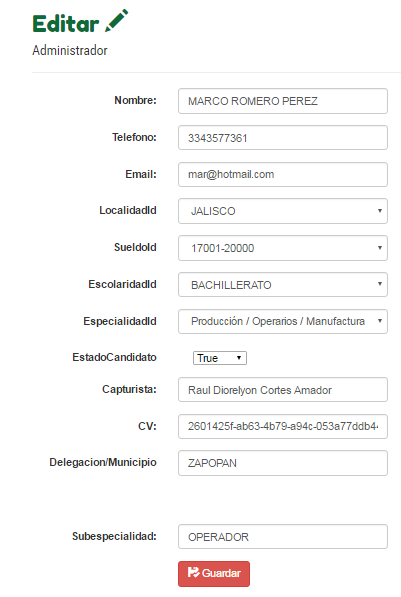 Editar
Administrador
Nombre: MARCO ROMERO PEREZ
Telefono: 3343577361
Email: mar@hotmail.com
LocalidadId JALISCO
SueldoId 17001-20000
EscolaridadId BACHILLERATO
EspecialidadId Producción / Operarios / Manufactura
EstadoCandidato True
Capturista: Raul Diorelyon Cortes Amador
CV: 2601425f-ab63-4b79-a94c-053a77ddb4
Delegacion/Municipio ZAPOPAN
Subespecialidad: OPERADOR
Guardar